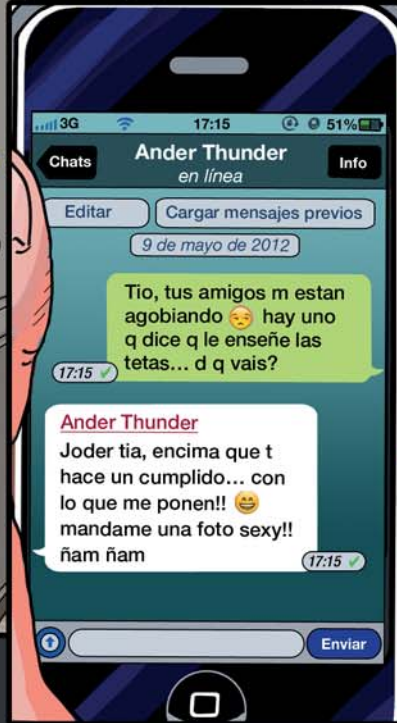 3G 17:15 51%
Chats Ander Thunder Info
en línea
Editar Cargar mensajes previos
9 de mayo de 2012
Tio, tus amigos m estan
agobiando 😒 hay uno
q dice q le enseñe las
tetas... d q vais?
17:15 ✓
Ander Thunder
Joder tia, encima que t
hace un cumplido... con
lo que me ponen!! 😄
mandame una foto sexy!!
ñam ñam
17:15 ✓
Enviar